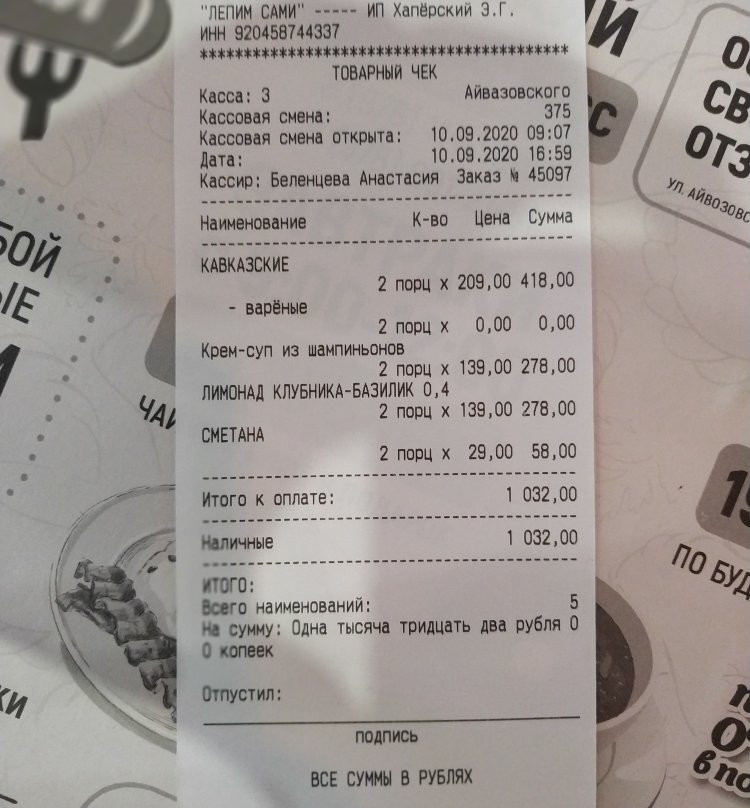 "ЛЕПИМ САМИ" ----- ИП Хапёрский Э.Г.
ИНН 920458744337
******************************************
ТОВАРНЫЙ ЧЕК
Касса: 3 Айвазовского
Кассовая смена: 375
Кассовая смена открыта: 10.09.2020 09:07
Дата: 10.09.2020 16:59
Кассир: Беленцева Анастасия Заказ № 45097
Наименование К-во Цена Сумма
КАВКАЗСКИЕ
2 порц х 209,00 418,00
- варёные
2 порц х 0,00 0,00
Крем-суп из шампиньонов
2 порц х 139,00 278,00
ЛИМОНАД КЛУБНИКА-БАЗИЛИК 0,4
2 порц х 139,00 278,00
СМЕТАНА
2 порц х 29,00 58,00
Итого к оплате: 1 032,00
Наличные 1 032,00
ИТОГО:
Всего наименований: 5
На сумму: Одна тысяча тридцать два рубля 0
0 копеек
Отпустил:
ПОДПИСЬ
ВСЕ СУММЫ В РУБЛЯХ
УЛ. АЙВОЗОВС
ПО БУД